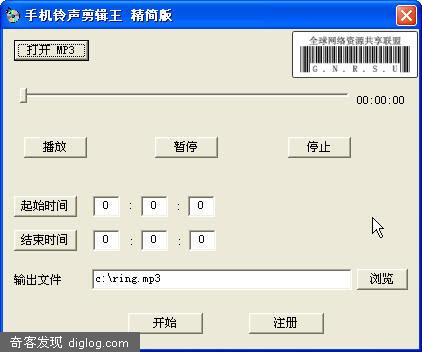 手机铃声剪辑王 精简版
打开 MP3
全球网络资源共享联盟
G.N.R.S.U
00:00:00
播放 暂停 停止
起始时间 0 : 0 : 0
结束时间 0 : 0 : 0
输出文件 c:\ring.mp3 浏览
开始 注册
奇客发现 diglog.com